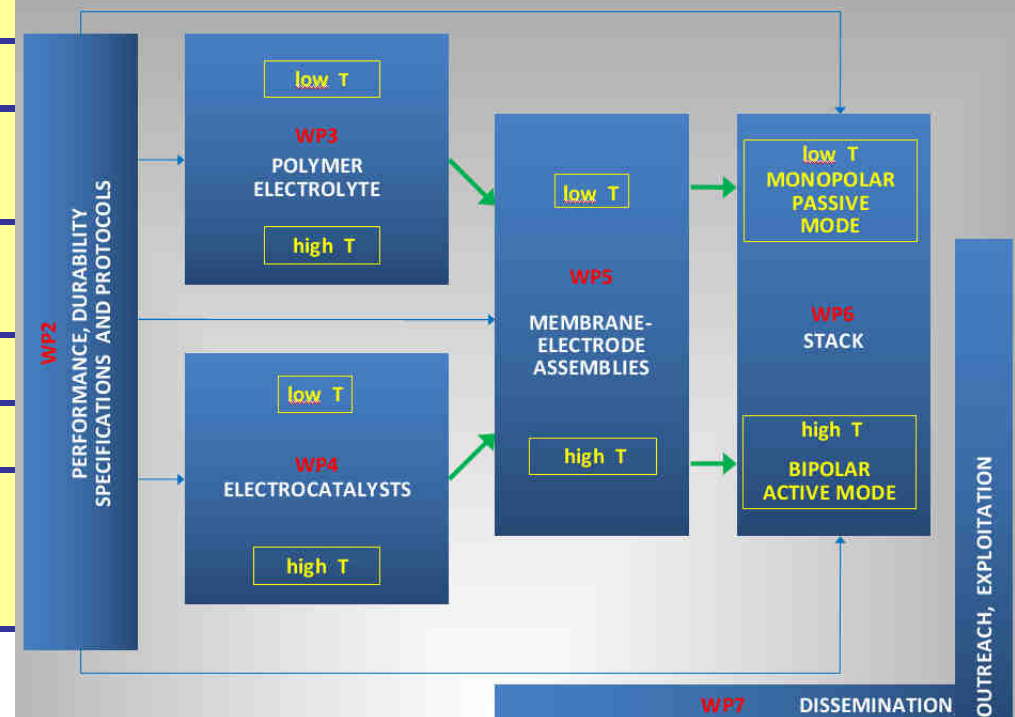 WP2
PERFORMANCE, DURABILITY
SPECIFICATIONS AND PROTOCOLS
low T
WP3
POLYMER
ELECTROLYTE
high T
low T
WP4
ELECTROCATALYSTS
high T
low T
WP5
MEMBRANE-
ELECTRODE
ASSEMBLIES
high T
low T
MONOPOLAR
PASSIVE
MODE
WP6
STACK
high T
BIPOLAR
ACTIVE MODE
WP7 DISSEMINATION
OUTREACH, EXPLOITATION